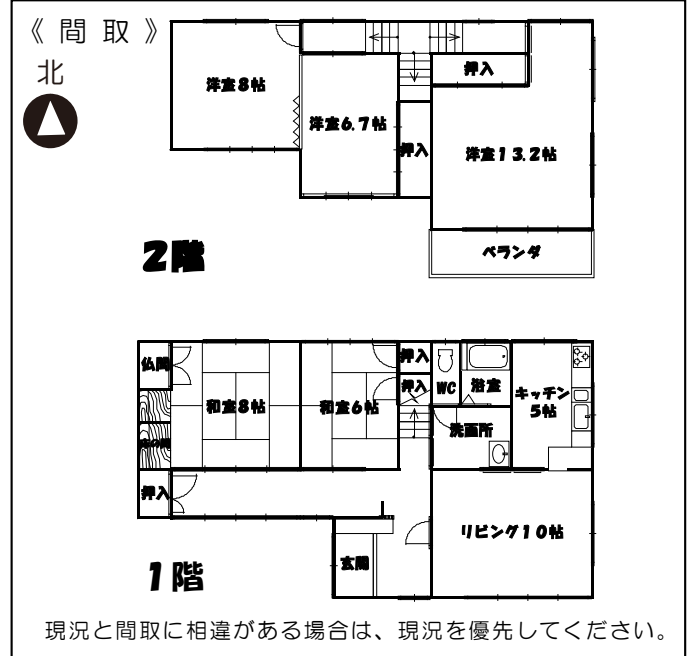 《 間 取 》
北
洋室8帖
洋室6.7帖
押入
押入
洋室13.2帖
ベランダ
2階
仏間
和室8帖
和室6帖
押入
押入
WC
浴室
キッチン
5帖
床の間
洗面所
押入
リビング10帖
玄関
1階
現況と間取に相違がある場合は、現況を優先してください。